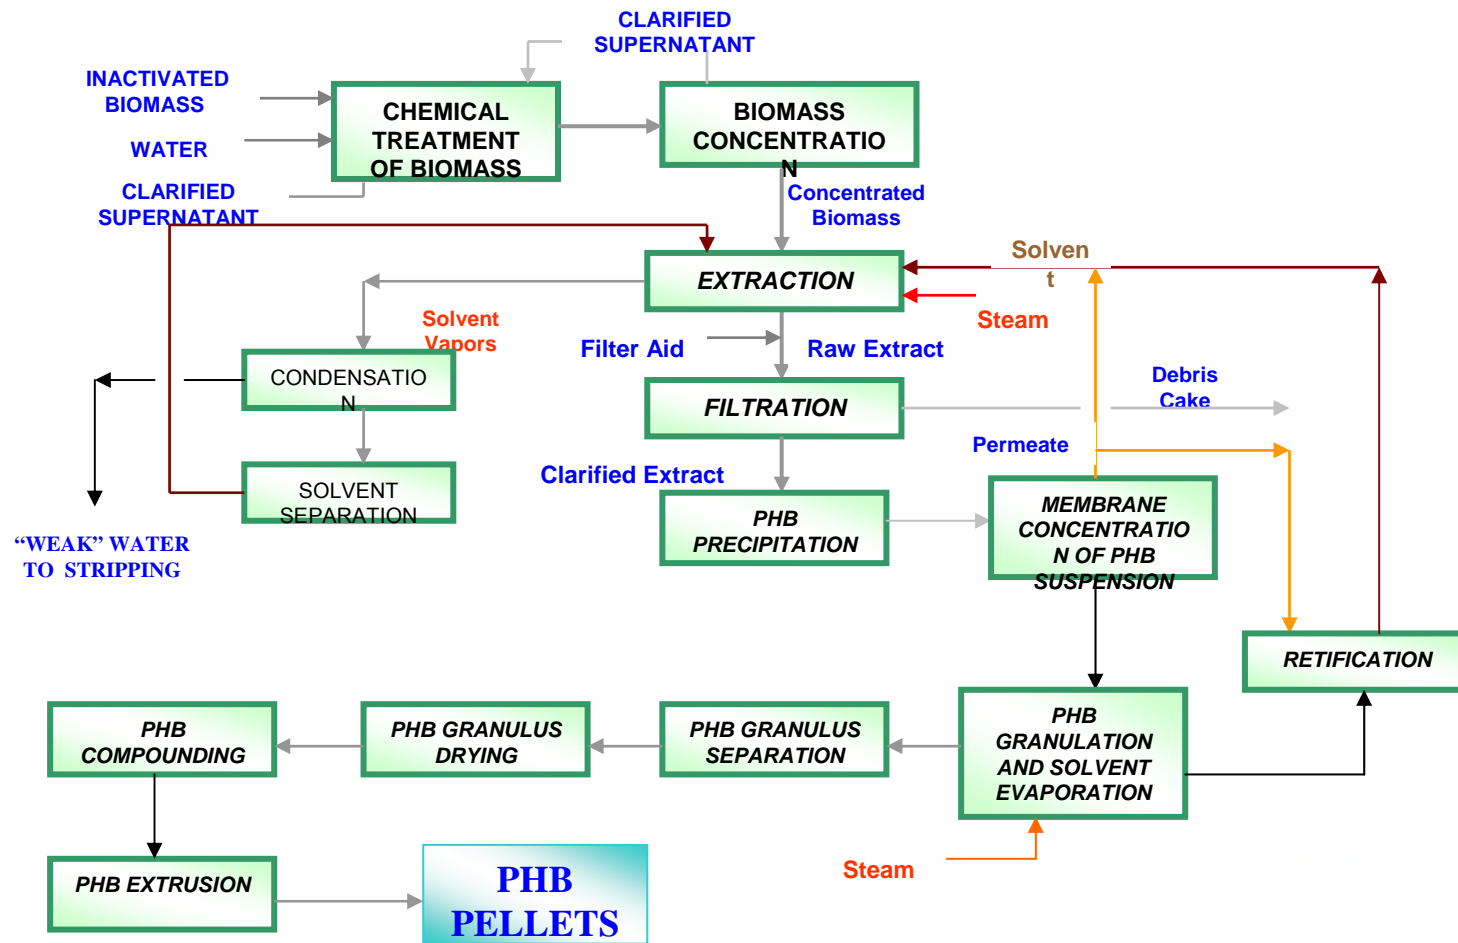 CLARIFIED
SUPERNATANT
INACTIVATED
BIOMASS
WATER
CLARIFIED
SUPERNATANT
CHEMICAL
TREATMENT
OF BIOMASS
BIOMASS
CONCENTRATIO
N
Concentrated
Biomass
EXTRACTION
Solven
t
Steam
Solvent
Vapors
Filter Aid
Raw Extract
CONDENSATIO
N
FILTRATION
Debris
Cake
Permeate
Clarified Extract
SOLVENT
SEPARATION
PHB
PRECIPITATION
MEMBRANE
CONCENTRATIO
N OF PHB
SUSPENSION
“WEAK” WATER
TO STRIPPING
RETIFICATION
PHB
COMPOUNDING
PHB GRANULUS
DRYING
PHB GRANULUS
SEPARATION
PHB
GRANULATION
AND SOLVENT
EVAPORATION
Steam
PHB EXTRUSION
PHB
PELLETS